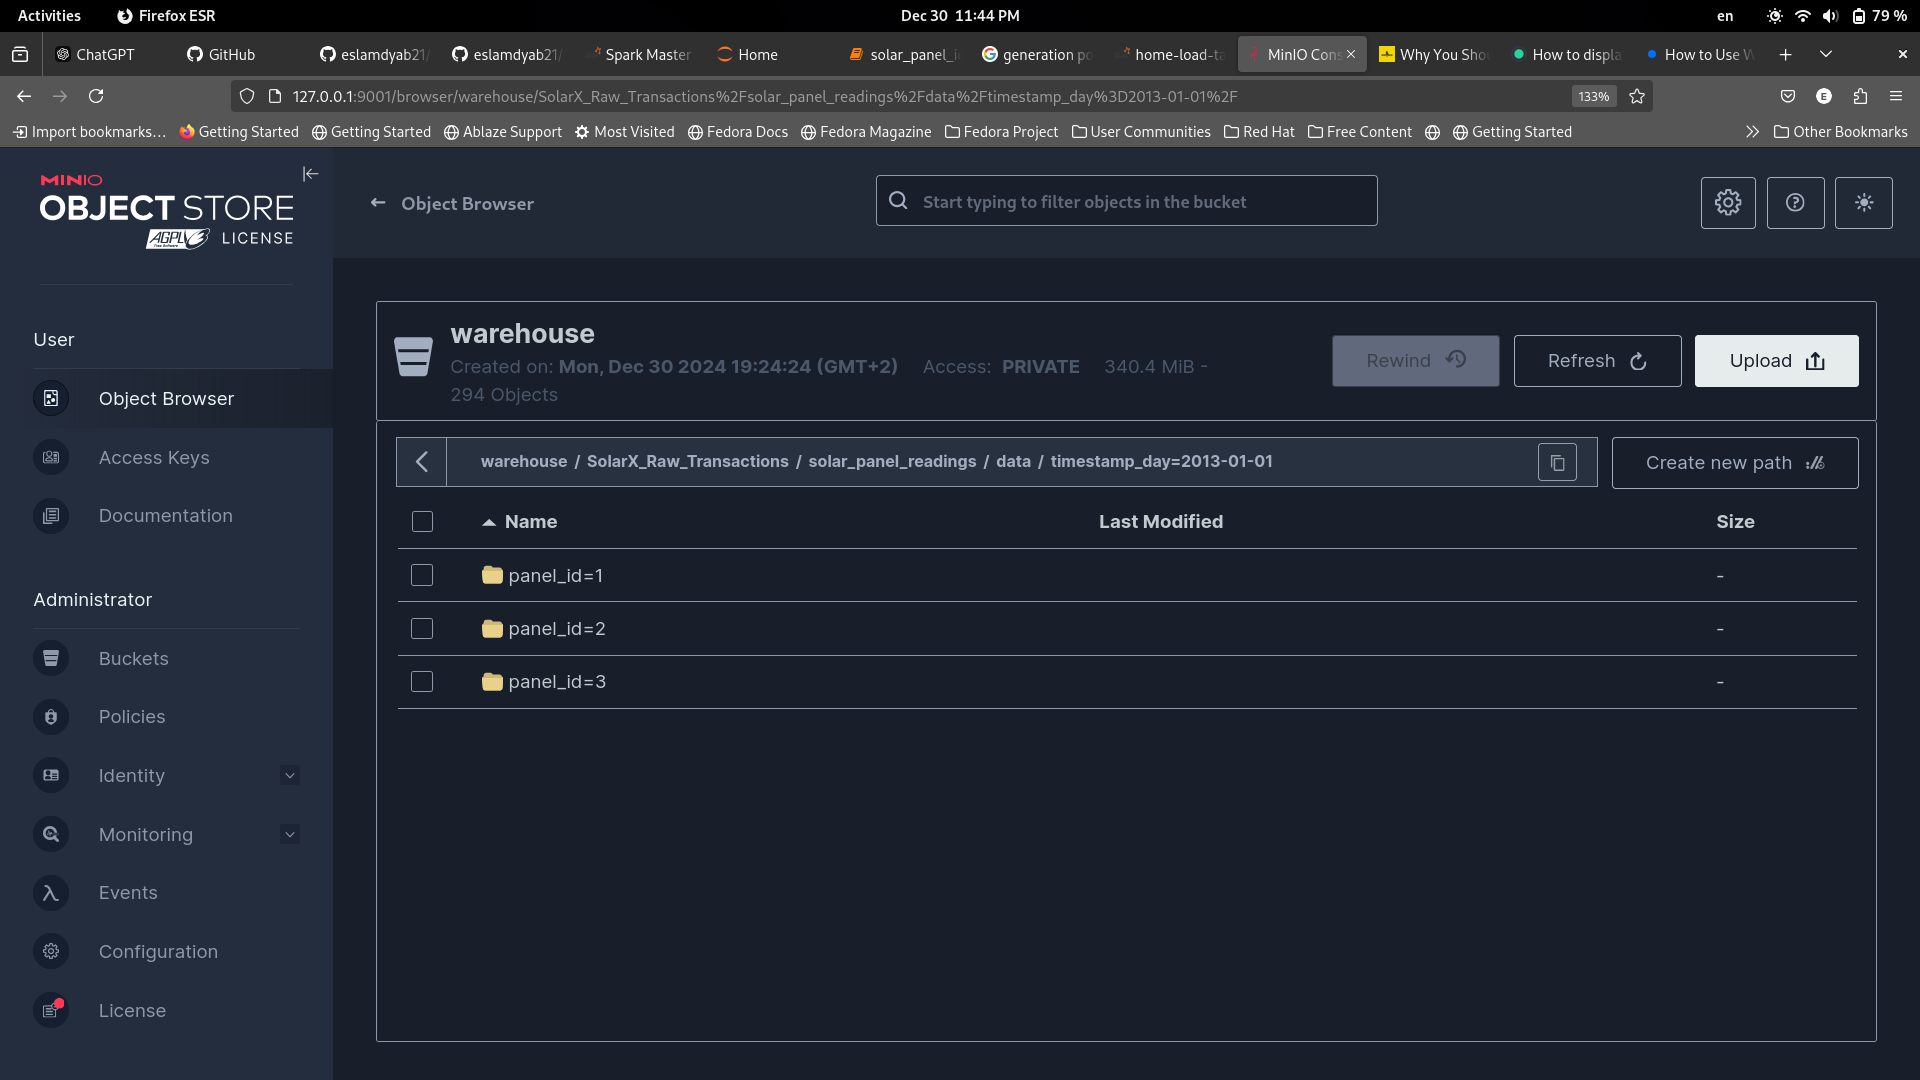 Activities Firefox ESR Dec 30 11:44 PM en 79 %
ChatGPT GitHub eslamdyab21/ eslamdyab21/ Spark Master Home solar_panel_i generation po home-load-ta MinIO Cons Why You Shou How to displa How to Use W
127.0.0.1:9001/browser/warehouse/SolarX_Raw_Transactions%2Fsolar_panel_readings%2Fdata%2Ftimestamp_day%3D2013-01-01%2F 133% E
Import bookmarks… Getting Started Getting Started Ablaze Support Most Visited Fedora Docs Fedora Magazine Fedora Project User Communities Red Hat Free Content Getting Started Other Bookmarks
MINIO
OBJECT STORE
AGPL v3 LICENSE
Free Software
Object Browser
Start typing to filter objects in the bucket
User
Object Browser
Access Keys
Documentation
Administrator
Buckets
Policies
Identity
Monitoring
Events
Configuration
License
warehouse
Created on: Mon, Dec 30 2024 19:24:24 (GMT+2) Access: PRIVATE 340.4 MiB -
294 Objects
Rewind Refresh Upload
warehouse / SolarX_Raw_Transactions / solar_panel_readings / data / timestamp_day=2013-01-01
Create new path
Name Last Modified Size
panel_id=1 -
panel_id=2 -
panel_id=3 -